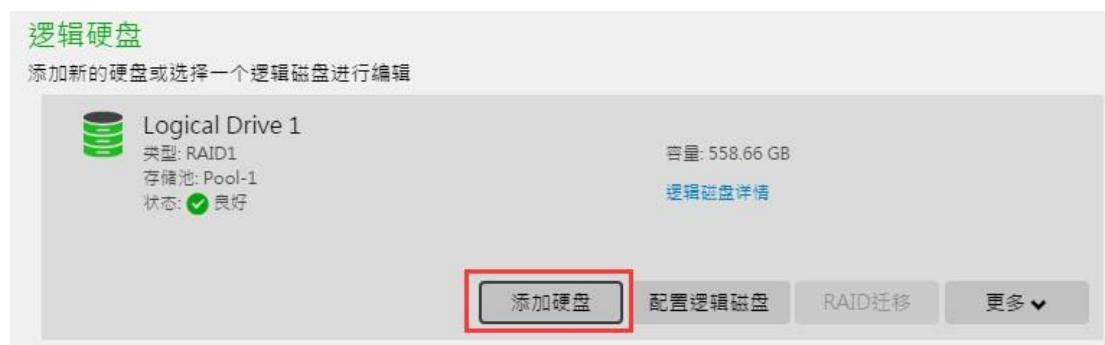 逻辑硬盘
添加新的硬盘或选择一个逻辑磁盘进行编辑
Logical Drive 1
类型: RAID1
容量: 558.66 GB
存储池: Pool-1
逻辑磁盘详情
状态: 良好
添加硬盘 配置逻辑磁盘 RAID迁移 更多